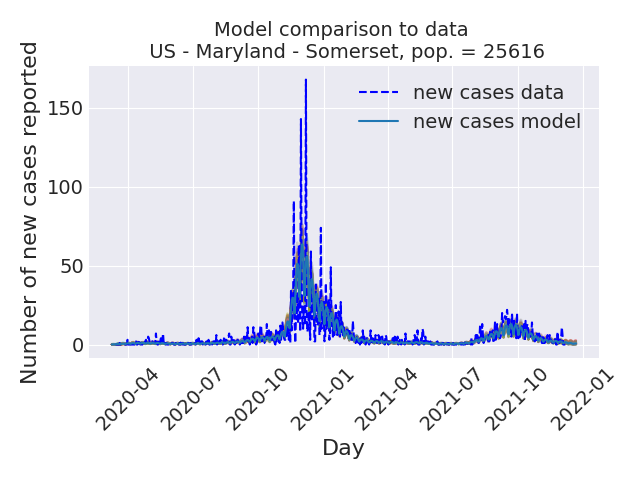 Model comparison to data
US - Maryland - Somerset, pop. = 25616
Number of new cases reported
150
100
50
0
new cases data
new cases model
2020-04
2020-07
2020-10
2021-01
2021-04
2021-07
2021-10
2022-01
Day